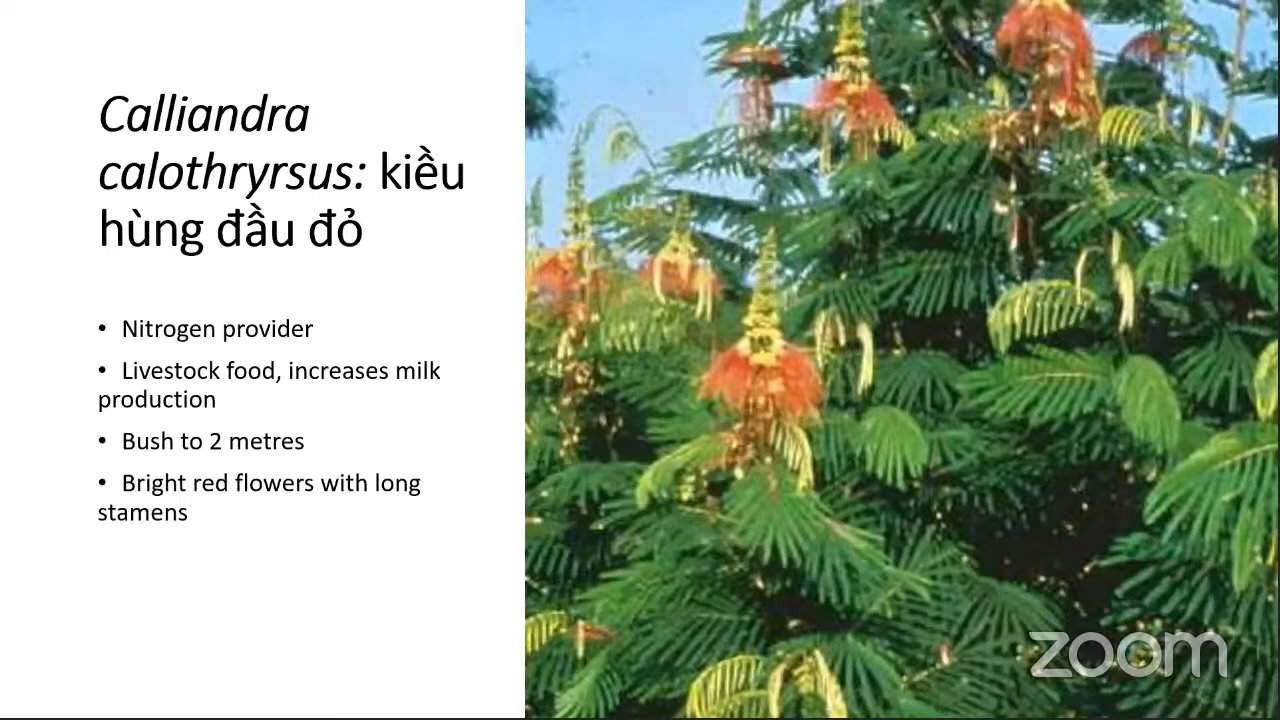 Calliandra
calothryrsus: kiều
hùng đầu đỏ
• Nitrogen provider
• Livestock food, increases milk
production
• Bush to 2 metres
• Bright red flowers with long
stamens
zoom